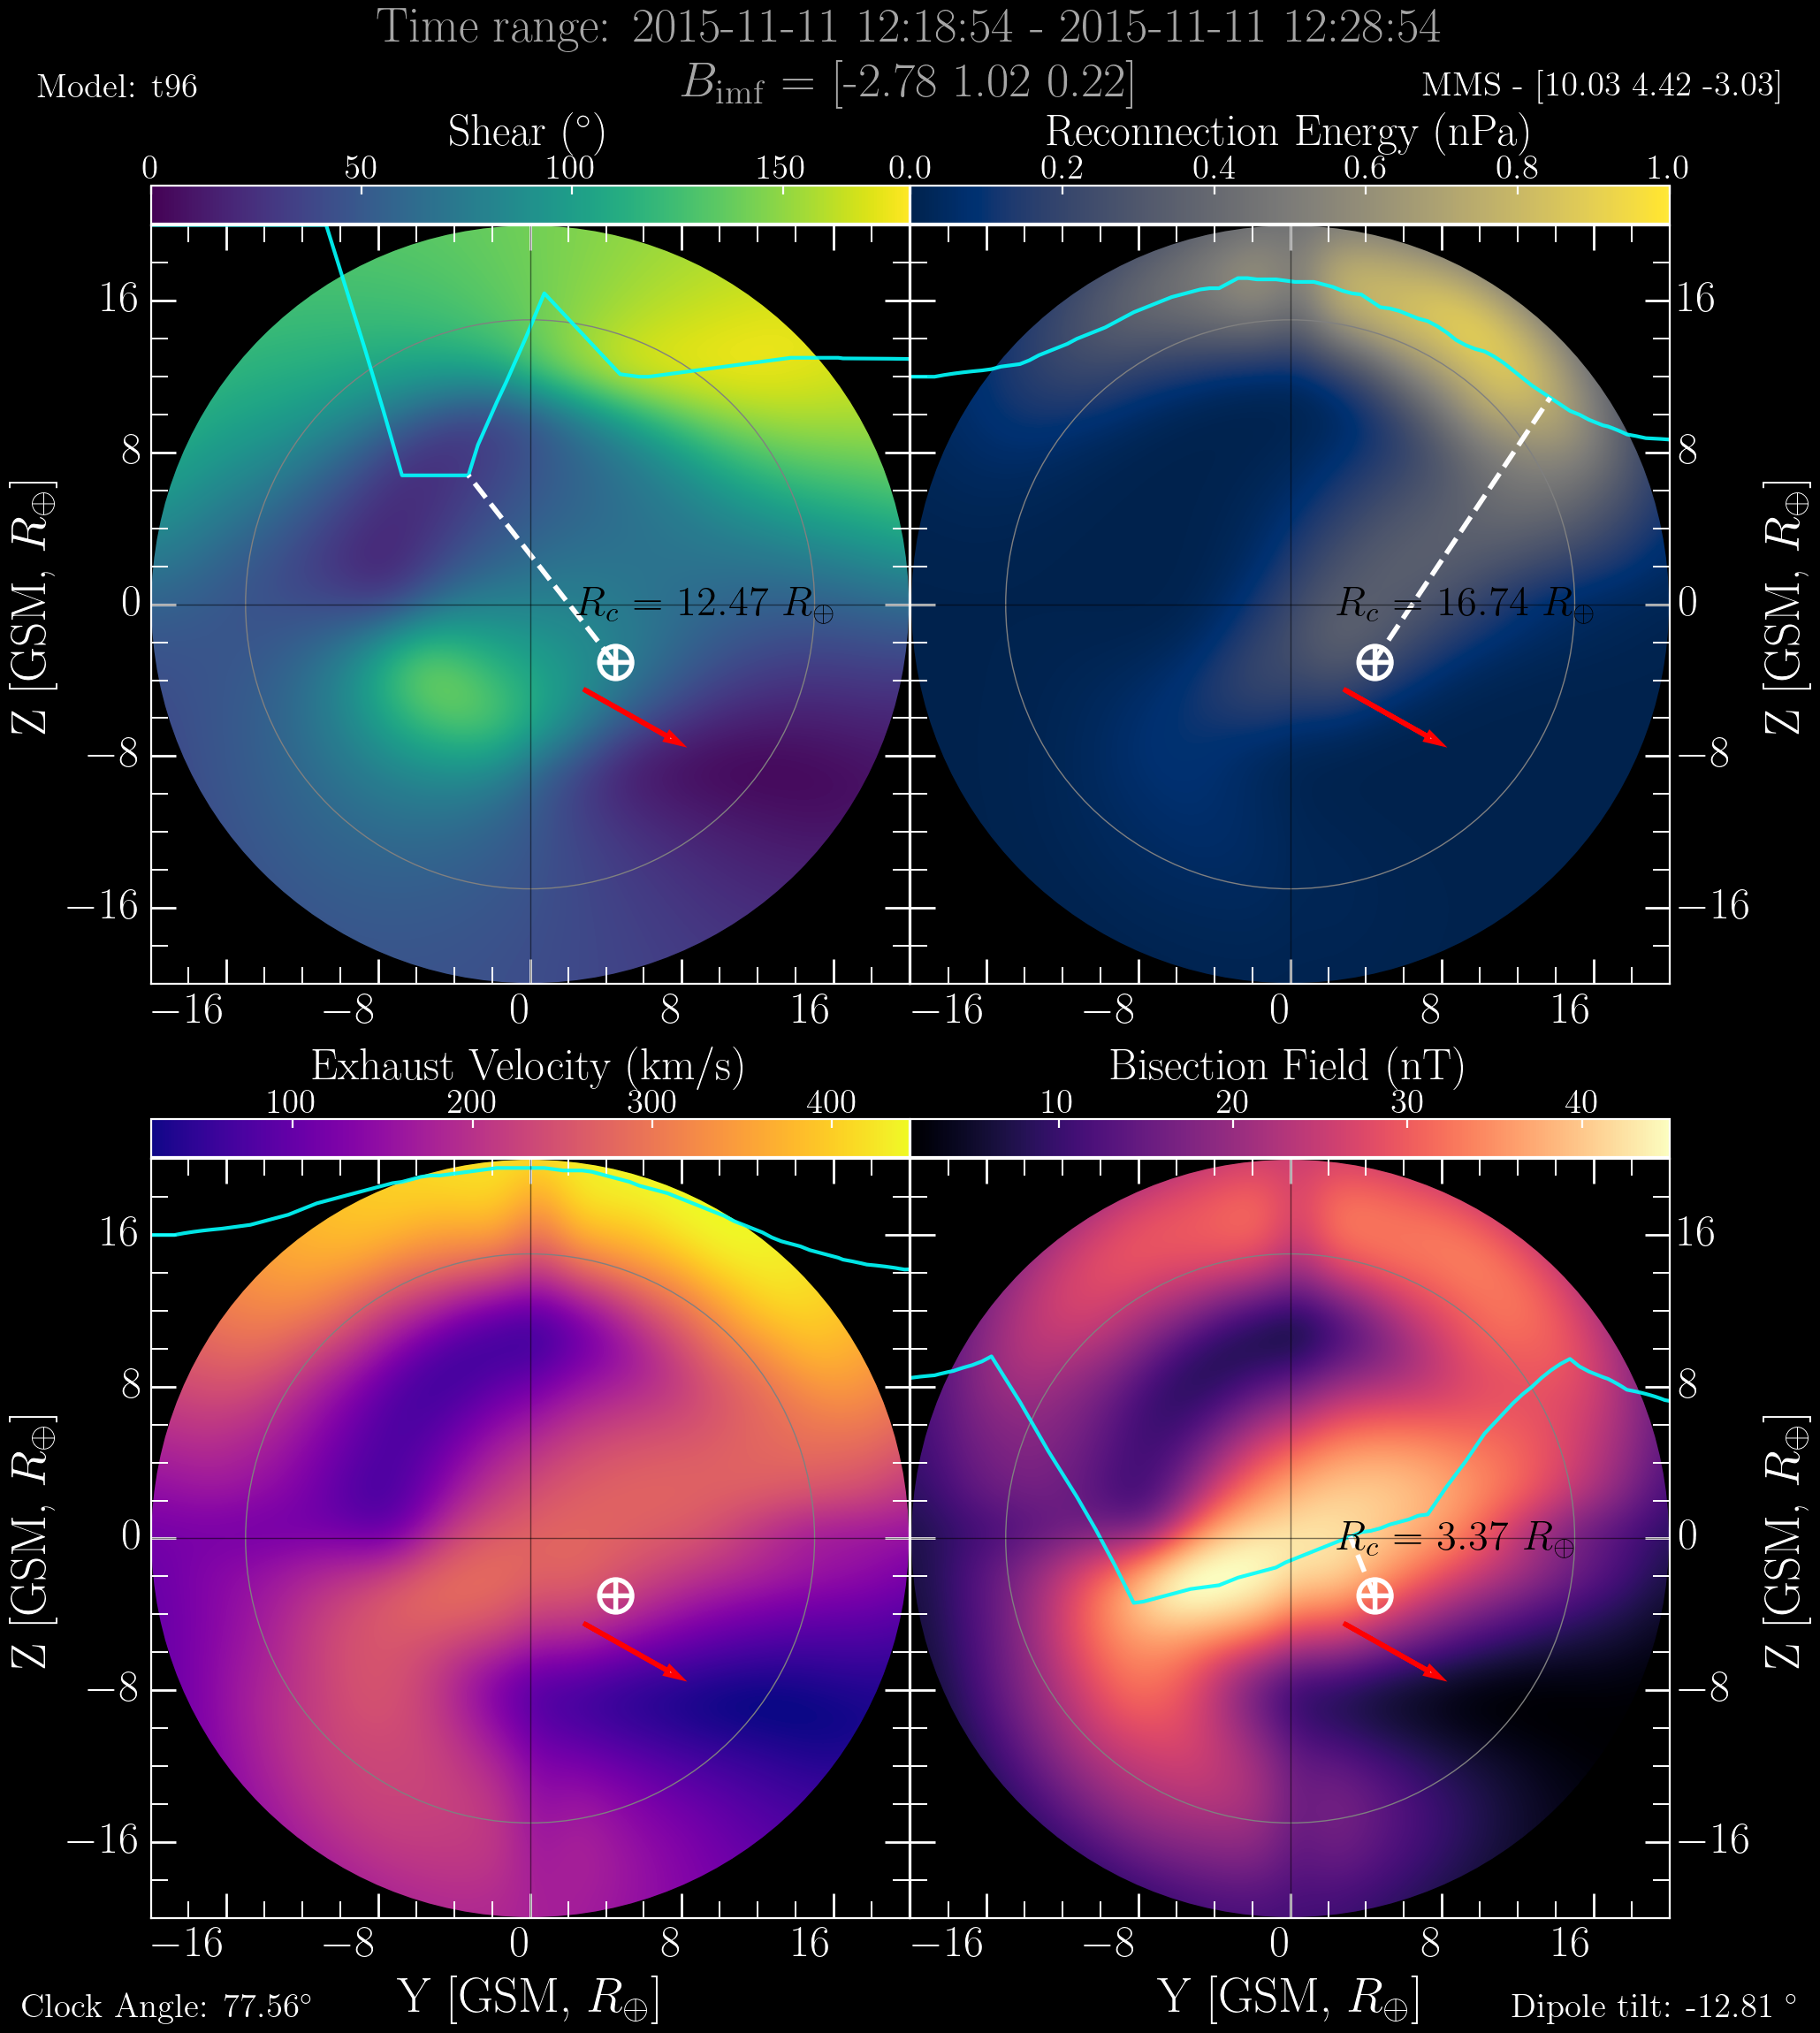 Time range: 2015-11-11 12:18:54 - 2015-11-11 12:28:54
Model: t96
B_imf = [-2.78 1.02 0.22]
MMS - [10.03 4.42 -3.03]
Shear (°)
Reconnection Energy (nPa)
0 50 100 150
0.0 0.2 0.4 0.6 0.8 1.0
16 16
8 8
Z [GSM, R⊕]
0 0
R_c = 12.47 R⊕
R_c = 16.74 R⊕
Z [GSM, R⊕]
−8 −8
−16 −16
−16 −8 0 8 16
−16 −8 0 8 16
Exhaust Velocity (km/s)
Bisection Field (nT)
100 200 300 400
10 20 30 40
16 16
8 8
Z [GSM, R⊕]
0 0
R_c = 3.37 R⊕
Z [GSM, R⊕]
−8 −8
−16 −16
−16 −8 0 8 16
−16 −8 0 8 16
Y [GSM, R⊕]
Y [GSM, R⊕]
Clock Angle: 77.56°
Dipole tilt: -12.81 °